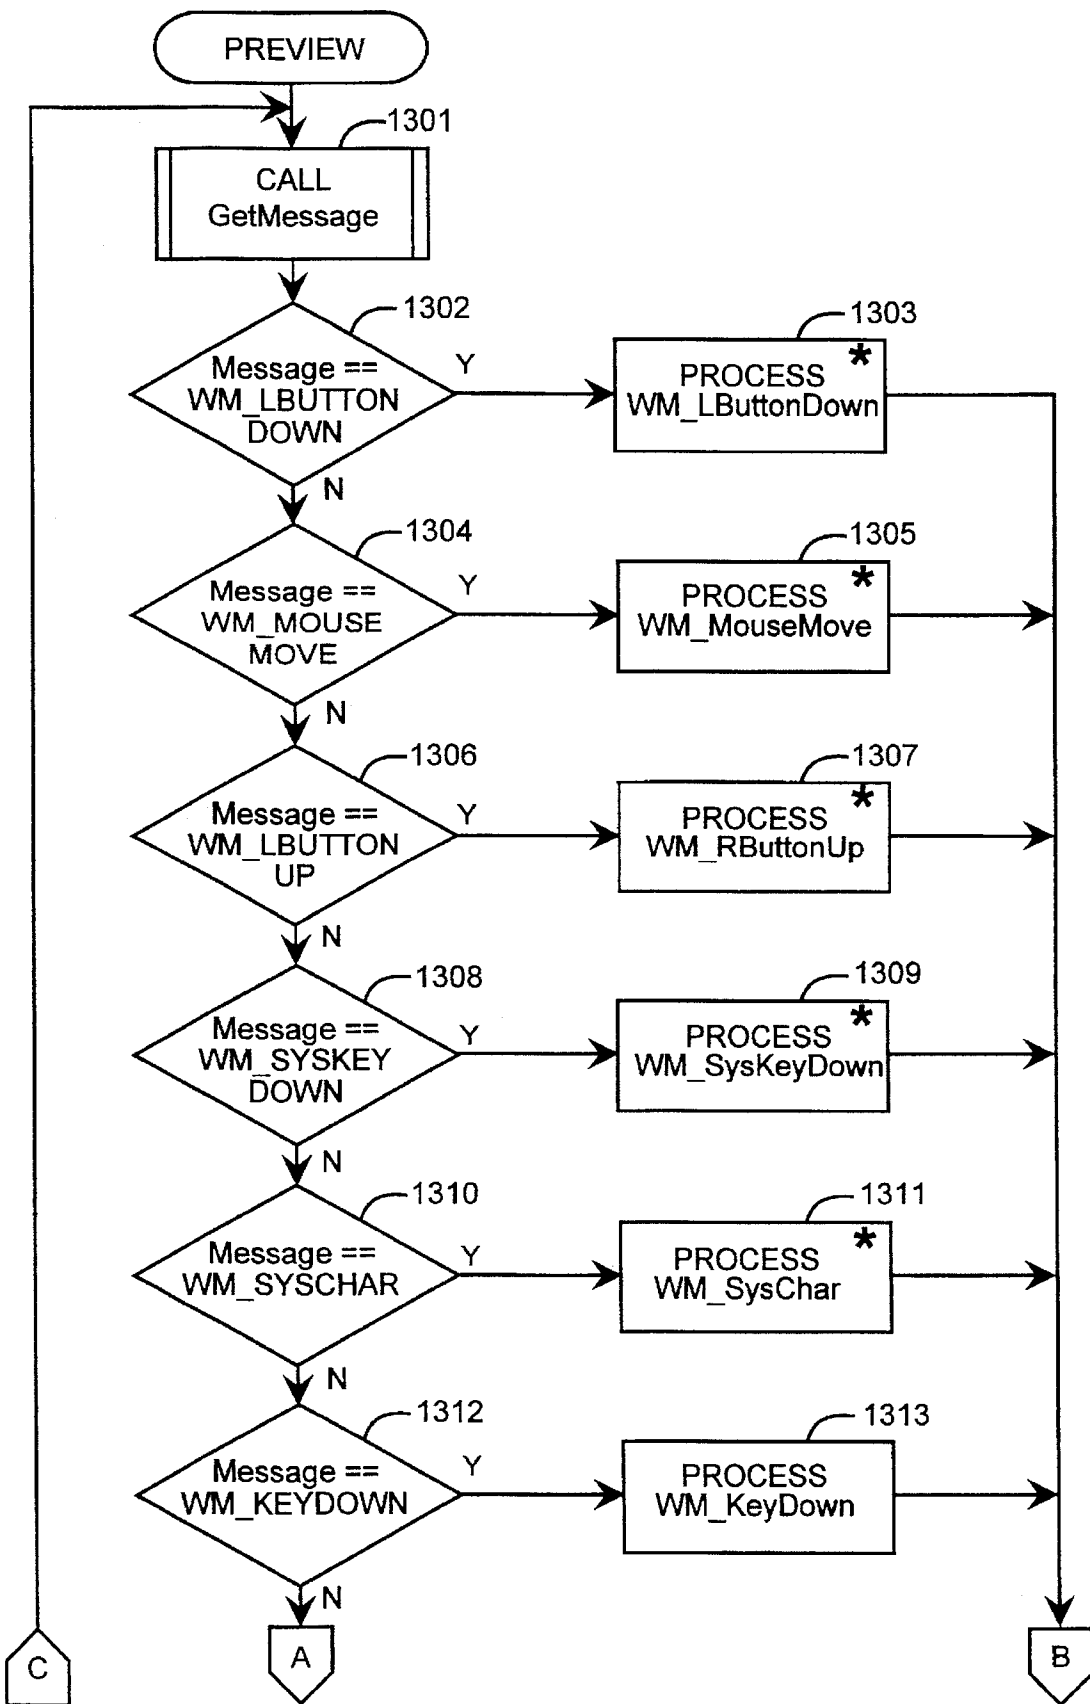 PREVIEW
1301
CALL
GetMessage
1302
Message ==
WM_LBUTTON
DOWN
Y
N
1303
*
PROCESS
WM_LButtonDown
1304
Message ==
WM_MOUSE
MOVE
Y
N
1305
*
PROCESS
WM_MouseMove
1306
Message ==
WM_LBUTTON
UP
Y
N
1307
*
PROCESS
WM_RButtonUp
1308
Message ==
WM_SYSKEY
DOWN
Y
N
1309
*
PROCESS
WM_SysKeyDown
1310
Message ==
WM_SYSCHAR
Y
N
1311
*
PROCESS
WM_SysChar
1312
Message ==
WM_KEYDOWN
Y
N
1313
PROCESS
WM_KeyDown
C
A
B